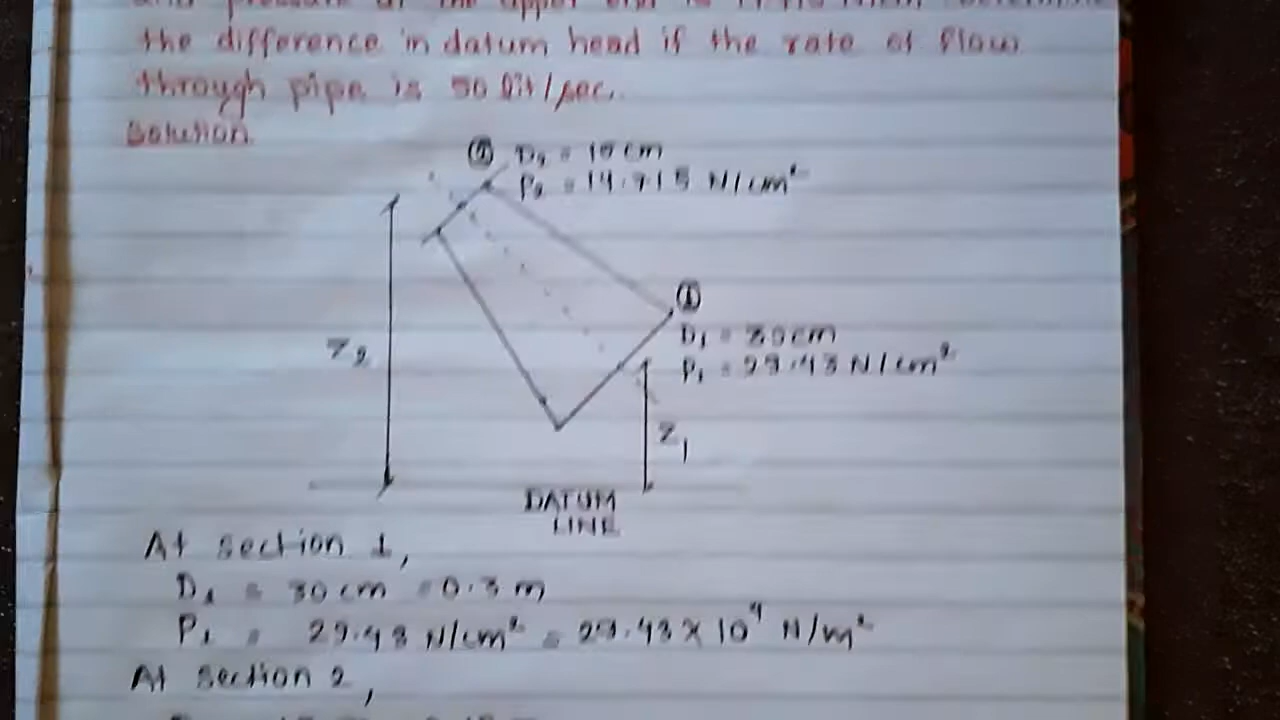 the difference in datum head if the rate of flow
through pipe is 50 lit/sec.
Solution
② D₂ = 15 cm
P₂ = 14.715 N/cm²
①
D₁ = 30cm
P₁ = 29.43 N/cm²
Z₂
Z₁
DATUM
LINE
At section 1,
D₁ = 30 cm = 0.3 m
P₁ = 29.43 N/cm² = 29.43 × 10⁴ N/m²
At section 2,